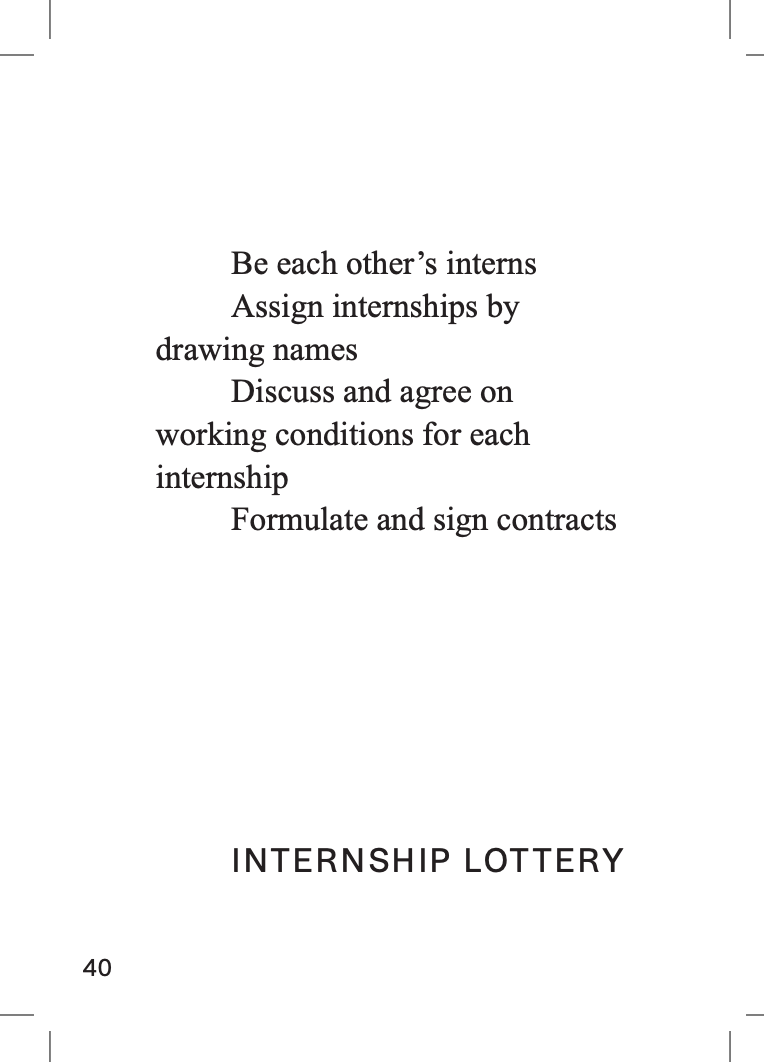 Be each other’s interns
Assign internships by
drawing names
Discuss and agree on
working conditions for each
internship
Formulate and sign contracts
INTERNSHIP LOTTERY
40